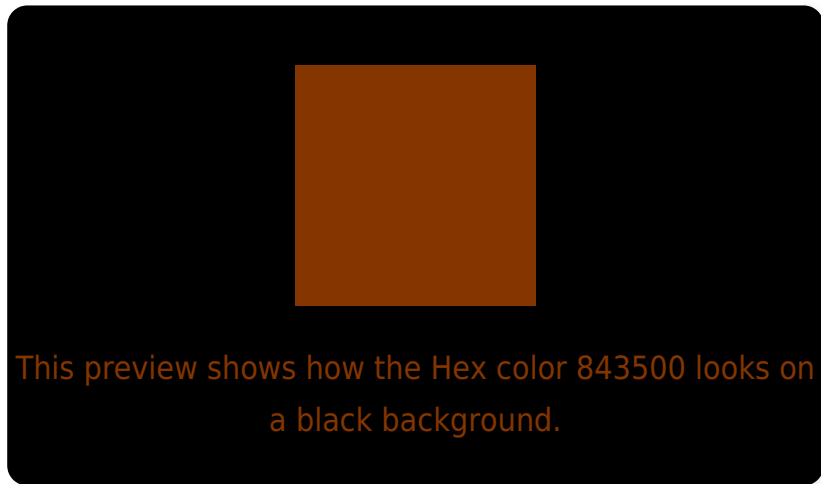 This preview shows how the Hex color 843500 looks on
a black background.